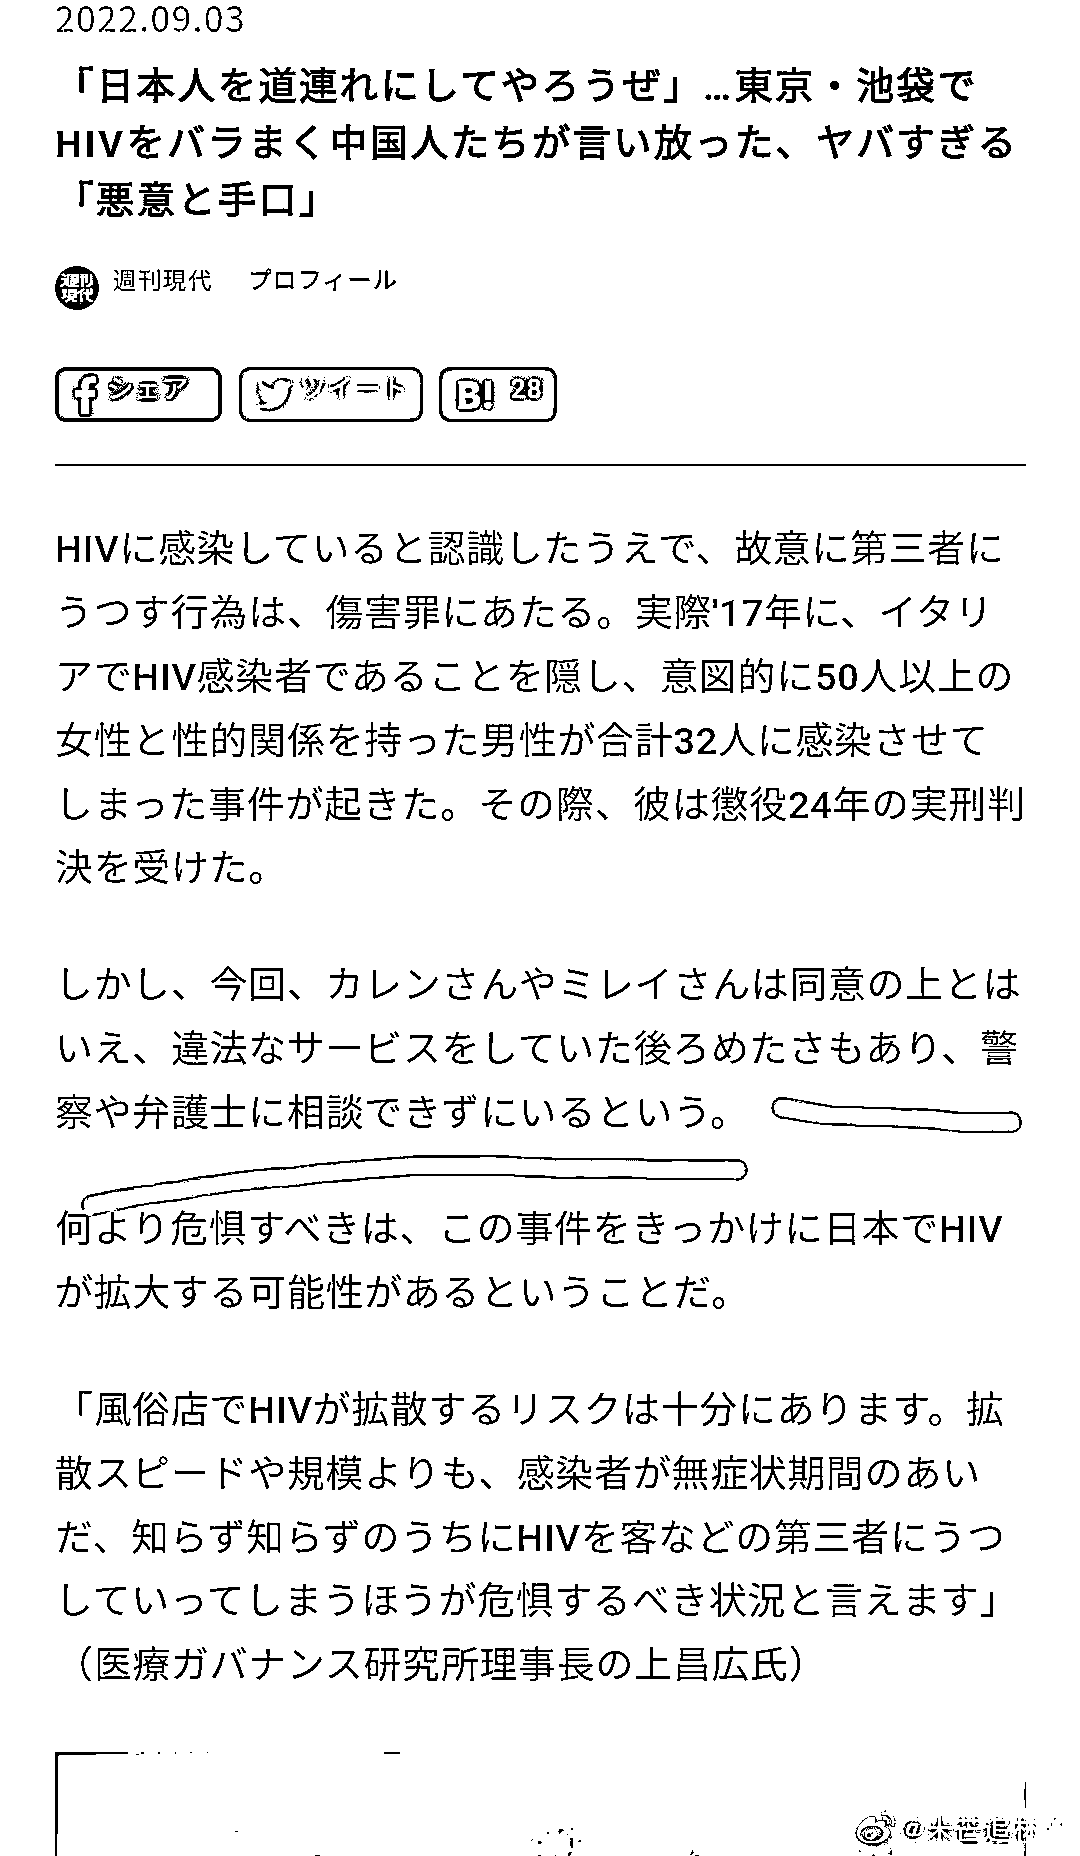 2022.09.03
「日本人を道連れにしてやろうぜ」…東京・池袋で
HIVをバラまく中国人たちが言い放った、ヤバすぎる
「悪意と手口」
週刊現代
週刊現代 プロフィール
シェア ツイート B! 28
HIVに感染していると認識したうえで、故意に第三者に
うつす行為は、傷害罪にあたる。実際'17年に、イタリ
アでHIV感染者であることを隠し、意図的に50人以上の
女性と性的関係を持った男性が合計32人に感染させて
しまった事件が起きた。その際、彼は懲役24年の実刑判
決を受けた。
しかし、今回、カレンさんやミレイさんは同意の上とは
いえ、違法なサービスをしていた後ろめたさもあり、警
察や弁護士に相談できずにいるという。
何より危惧すべきは、この事件をきっかけに日本でHIV
が拡大する可能性があるということだ。
「風俗店でHIVが拡散するリスクは十分にあります。拡
散スピードや規模よりも、感染者が無症状期間のあい
だ、知らず知らずのうちにHIVを客などの第三者にうつ
していってしまうほうが危惧するべき状況と言えます」
（医療ガバナンス研究所理事長の上昌広氏）